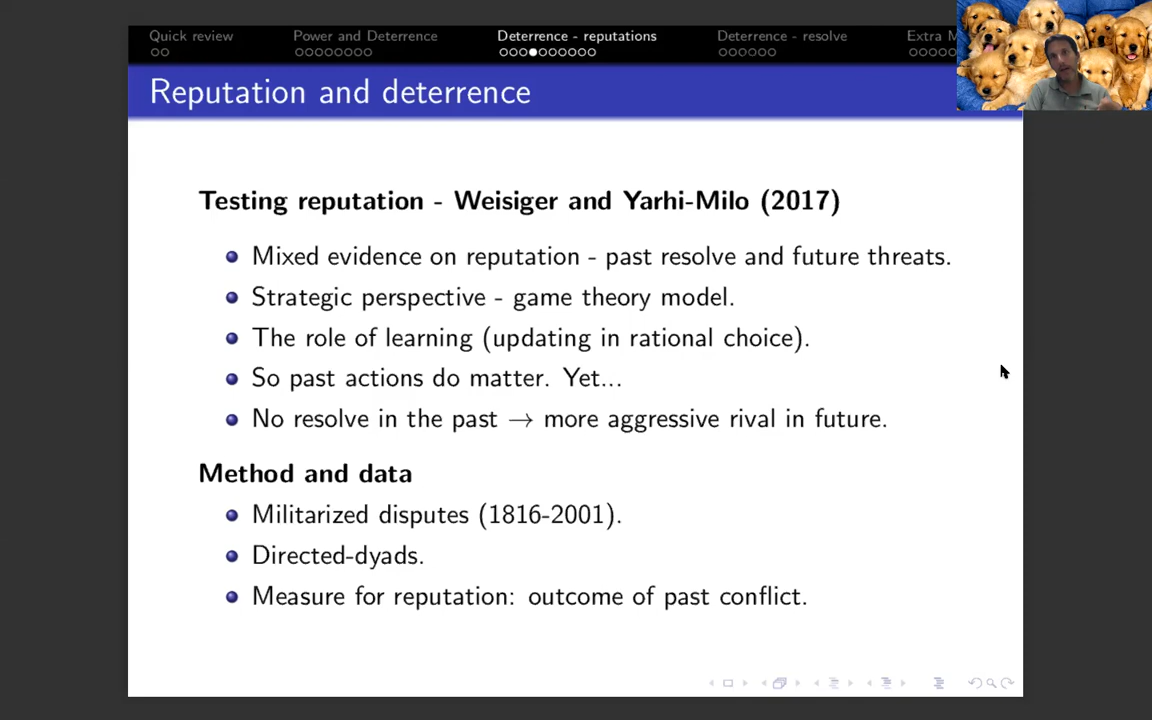 Quick review
Power and Deterrence
Deterrence - reputations
Deterrence - resolve
Extra M
Reputation and deterrence
Testing reputation - Weisiger and Yarhi-Milo (2017)
Mixed evidence on reputation - past resolve and future threats.
Strategic perspective - game theory model.
The role of learning (updating in rational choice).
So past actions do matter. Yet...
No resolve in the past → more aggressive rival in future.
Method and data
Militarized disputes (1816-2001).
Directed-dyads.
Measure for reputation: outcome of past conflict.